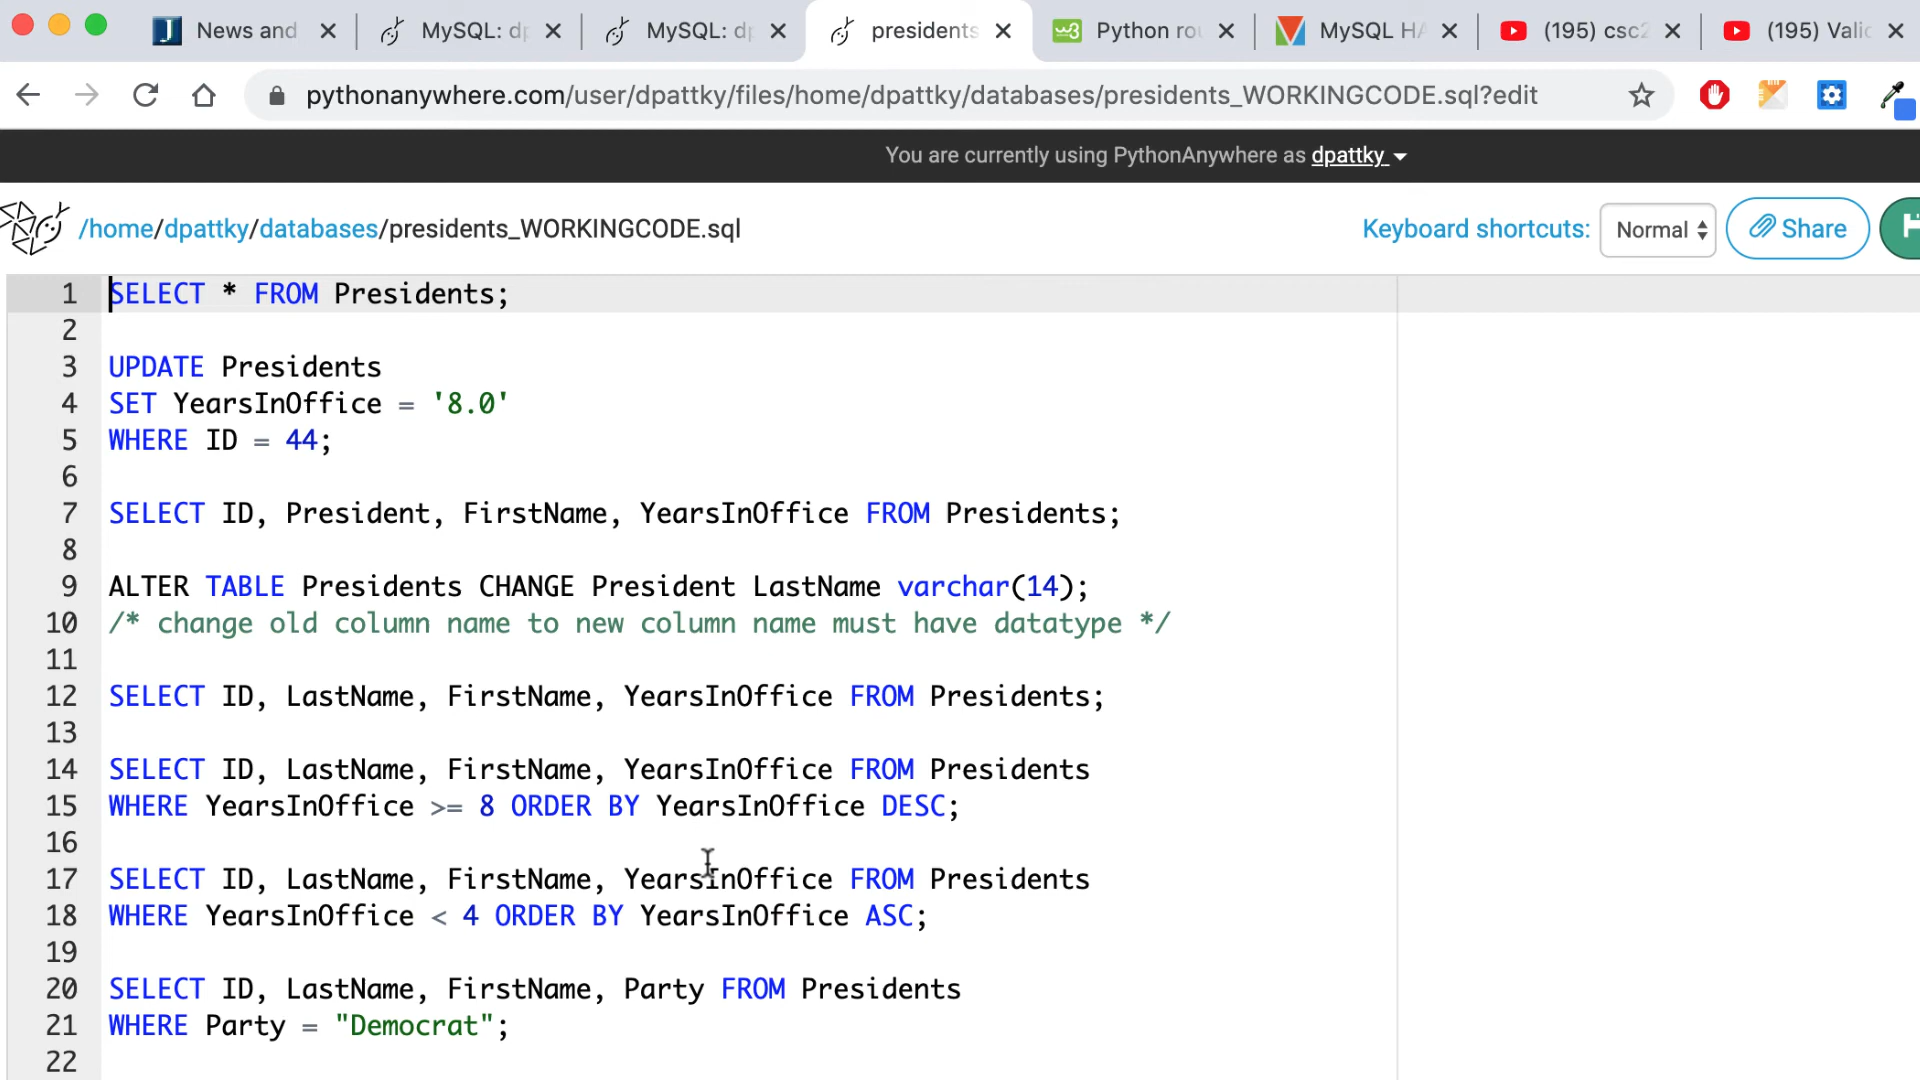 News and
MySQL: dp
MySQL: dp
presidents
Python ro
MySQL HA
(195) csc2
(195) Valid
pythonanywhere.com/user/dpattky/files/home/dpattky/databases/presidents_WORKINGCODE.sql?edit
You are currently using PythonAnywhere as dpattky
/home/dpattky/databases/presidents_WORKINGCODE.sql
Keyboard shortcuts: Normal Share
1 SELECT * FROM Presidents;
2
3 UPDATE Presidents
4 SET YearsInOffice = '8.0'
5 WHERE ID = 44;
6
7 SELECT ID, President, FirstName, YearsInOffice FROM Presidents;
8
9 ALTER TABLE Presidents CHANGE President LastName varchar(14);
10 /* change old column name to new column name must have datatype */
11
12 SELECT ID, LastName, FirstName, YearsInOffice FROM Presidents;
13
14 SELECT ID, LastName, FirstName, YearsInOffice FROM Presidents
15 WHERE YearsInOffice >= 8 ORDER BY YearsInOffice DESC;
16
17 SELECT ID, LastName, FirstName, YearsInOffice FROM Presidents
18 WHERE YearsInOffice < 4 ORDER BY YearsInOffice ASC;
19
20 SELECT ID, LastName, FirstName, Party FROM Presidents
21 WHERE Party = "Democrat";
22